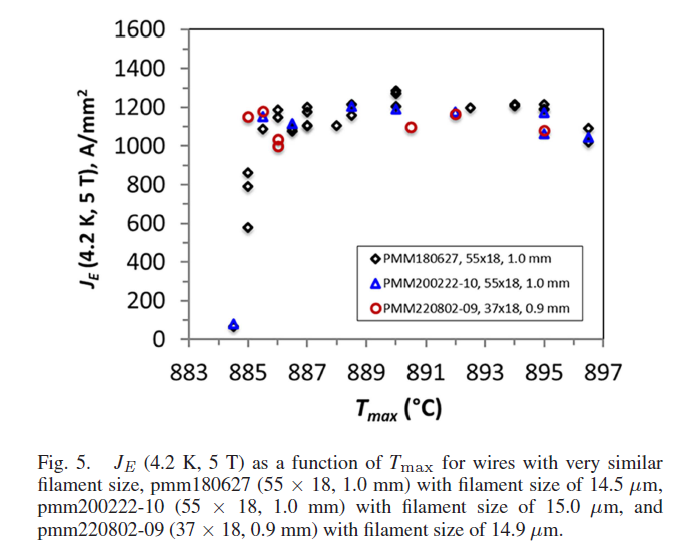 1600
1400
1200
1000
800
600
400
200
0
J_E (4.2 K, 5 T), A/mm²
PMM180627, 55x18, 1.0 mm
PMM200222-10, 55x18, 1.0 mm
PMM220802-09, 37x18, 0.9 mm
883 885 887 889 891 893 895 897
T_max (°C)
Fig. 5. J_E (4.2 K, 5 T) as a function of T_max for wires with very similar
filament size, pmm180627 (55 × 18, 1.0 mm) with filament size of 14.5 μm,
pmm200222-10 (55 × 18, 1.0 mm) with filament size of 15.0 μm, and
pmm220802-09 (37 × 18, 0.9 mm) with filament size of 14.9 μm.